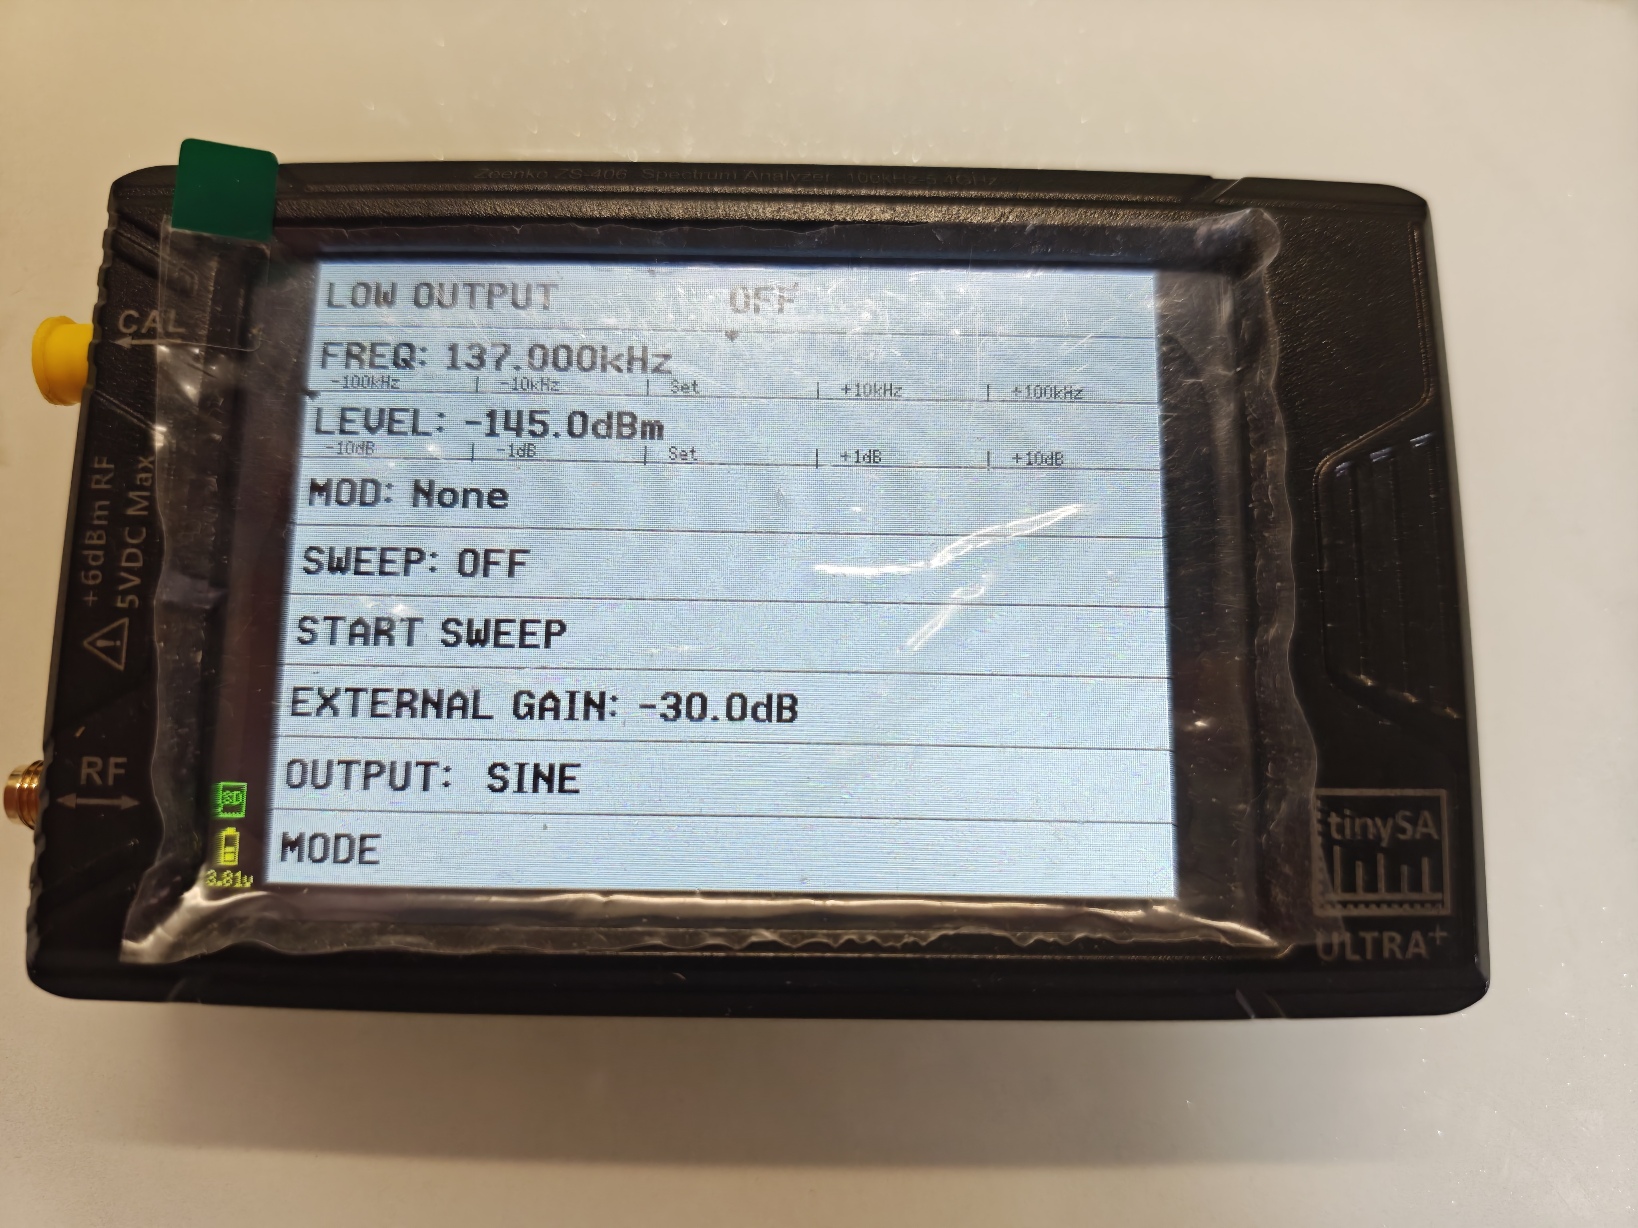 Zeenko ZS-406 Spectrum Analyzer 100kHz-5.4GHz
CAL
LOW OUTPUT OFF
FREQ: 137.000kHz
-100kHz | -10kHz | Set | +10kHz | +100kHz
LEVEL: -145.0dBm
-10dB | -1dB | Set | +1dB | +10dB
MOD: None
SWEEP: OFF
START SWEEP
EXTERNAL GAIN: -30.0dB
OUTPUT: SINE
MODE
+6dBm RF
5VDC Max
RF
SD
3.81v
tinySA
ULTRA+